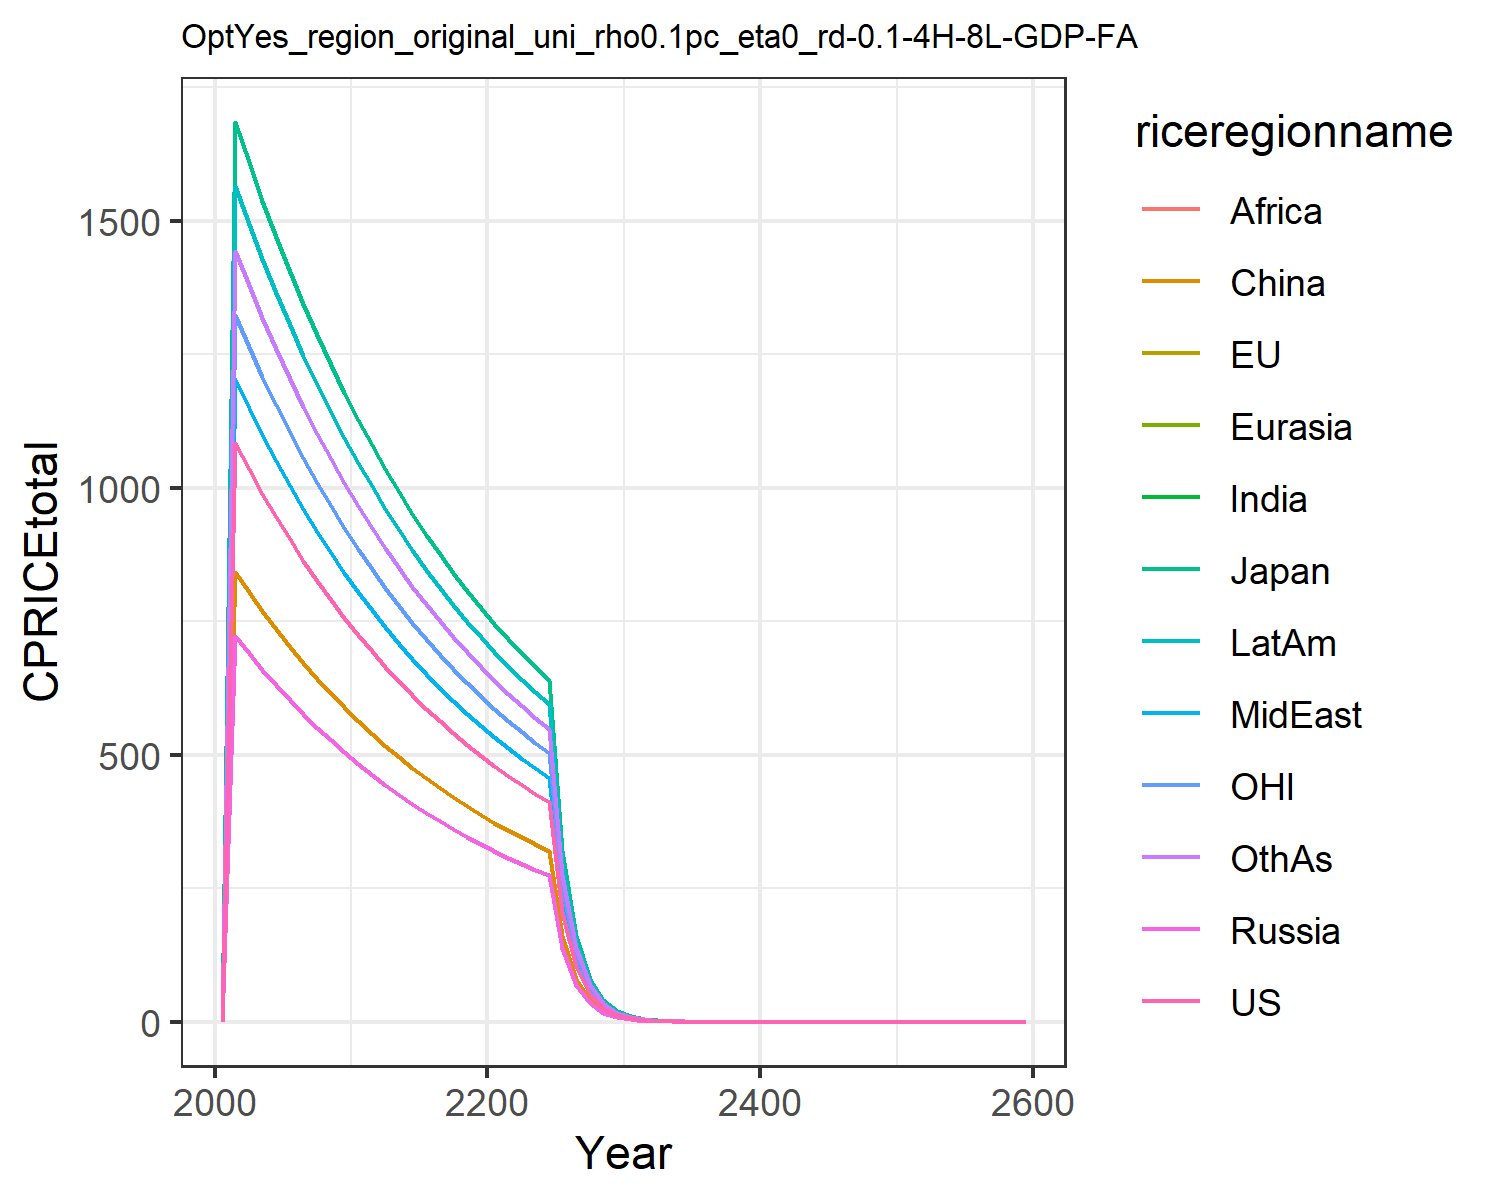 OptYes_region_original_uni_rho0.1pc_eta0_rd-0.1-4H-8L-GDP-FA
CPRICEtotal
1500
1000
500
0
2000
2200
2400
2600
Year
riceregionname
Africa
China
EU
Eurasia
India
Japan
LatAm
MidEast
OHI
OthAs
Russia
US